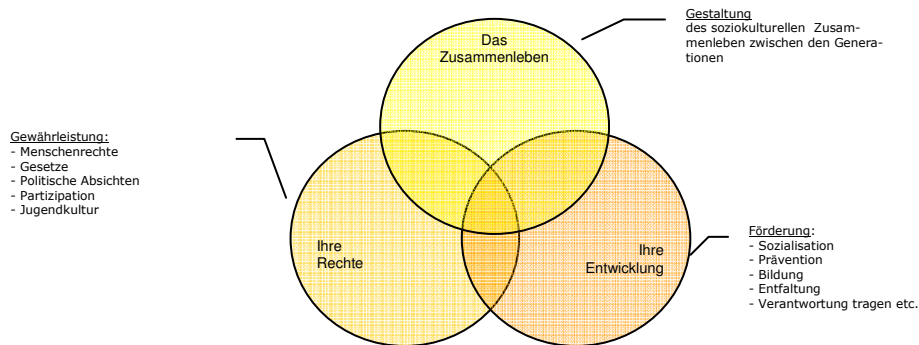 Gestaltung
des soziokulturellen Zusam-
menleben zwischen den Genera-
tionen
Das
Zusammenleben
Gewährleistung:
- Menschenrechte
- Gesetze
- Politische Absichten
- Partizipation
- Jugendkultur
Ihre
Rechte
Ihre
Entwicklung
Förderung:
- Sozialisation
- Prävention
- Bildung
- Entfaltung
- Verantwortung tragen etc.